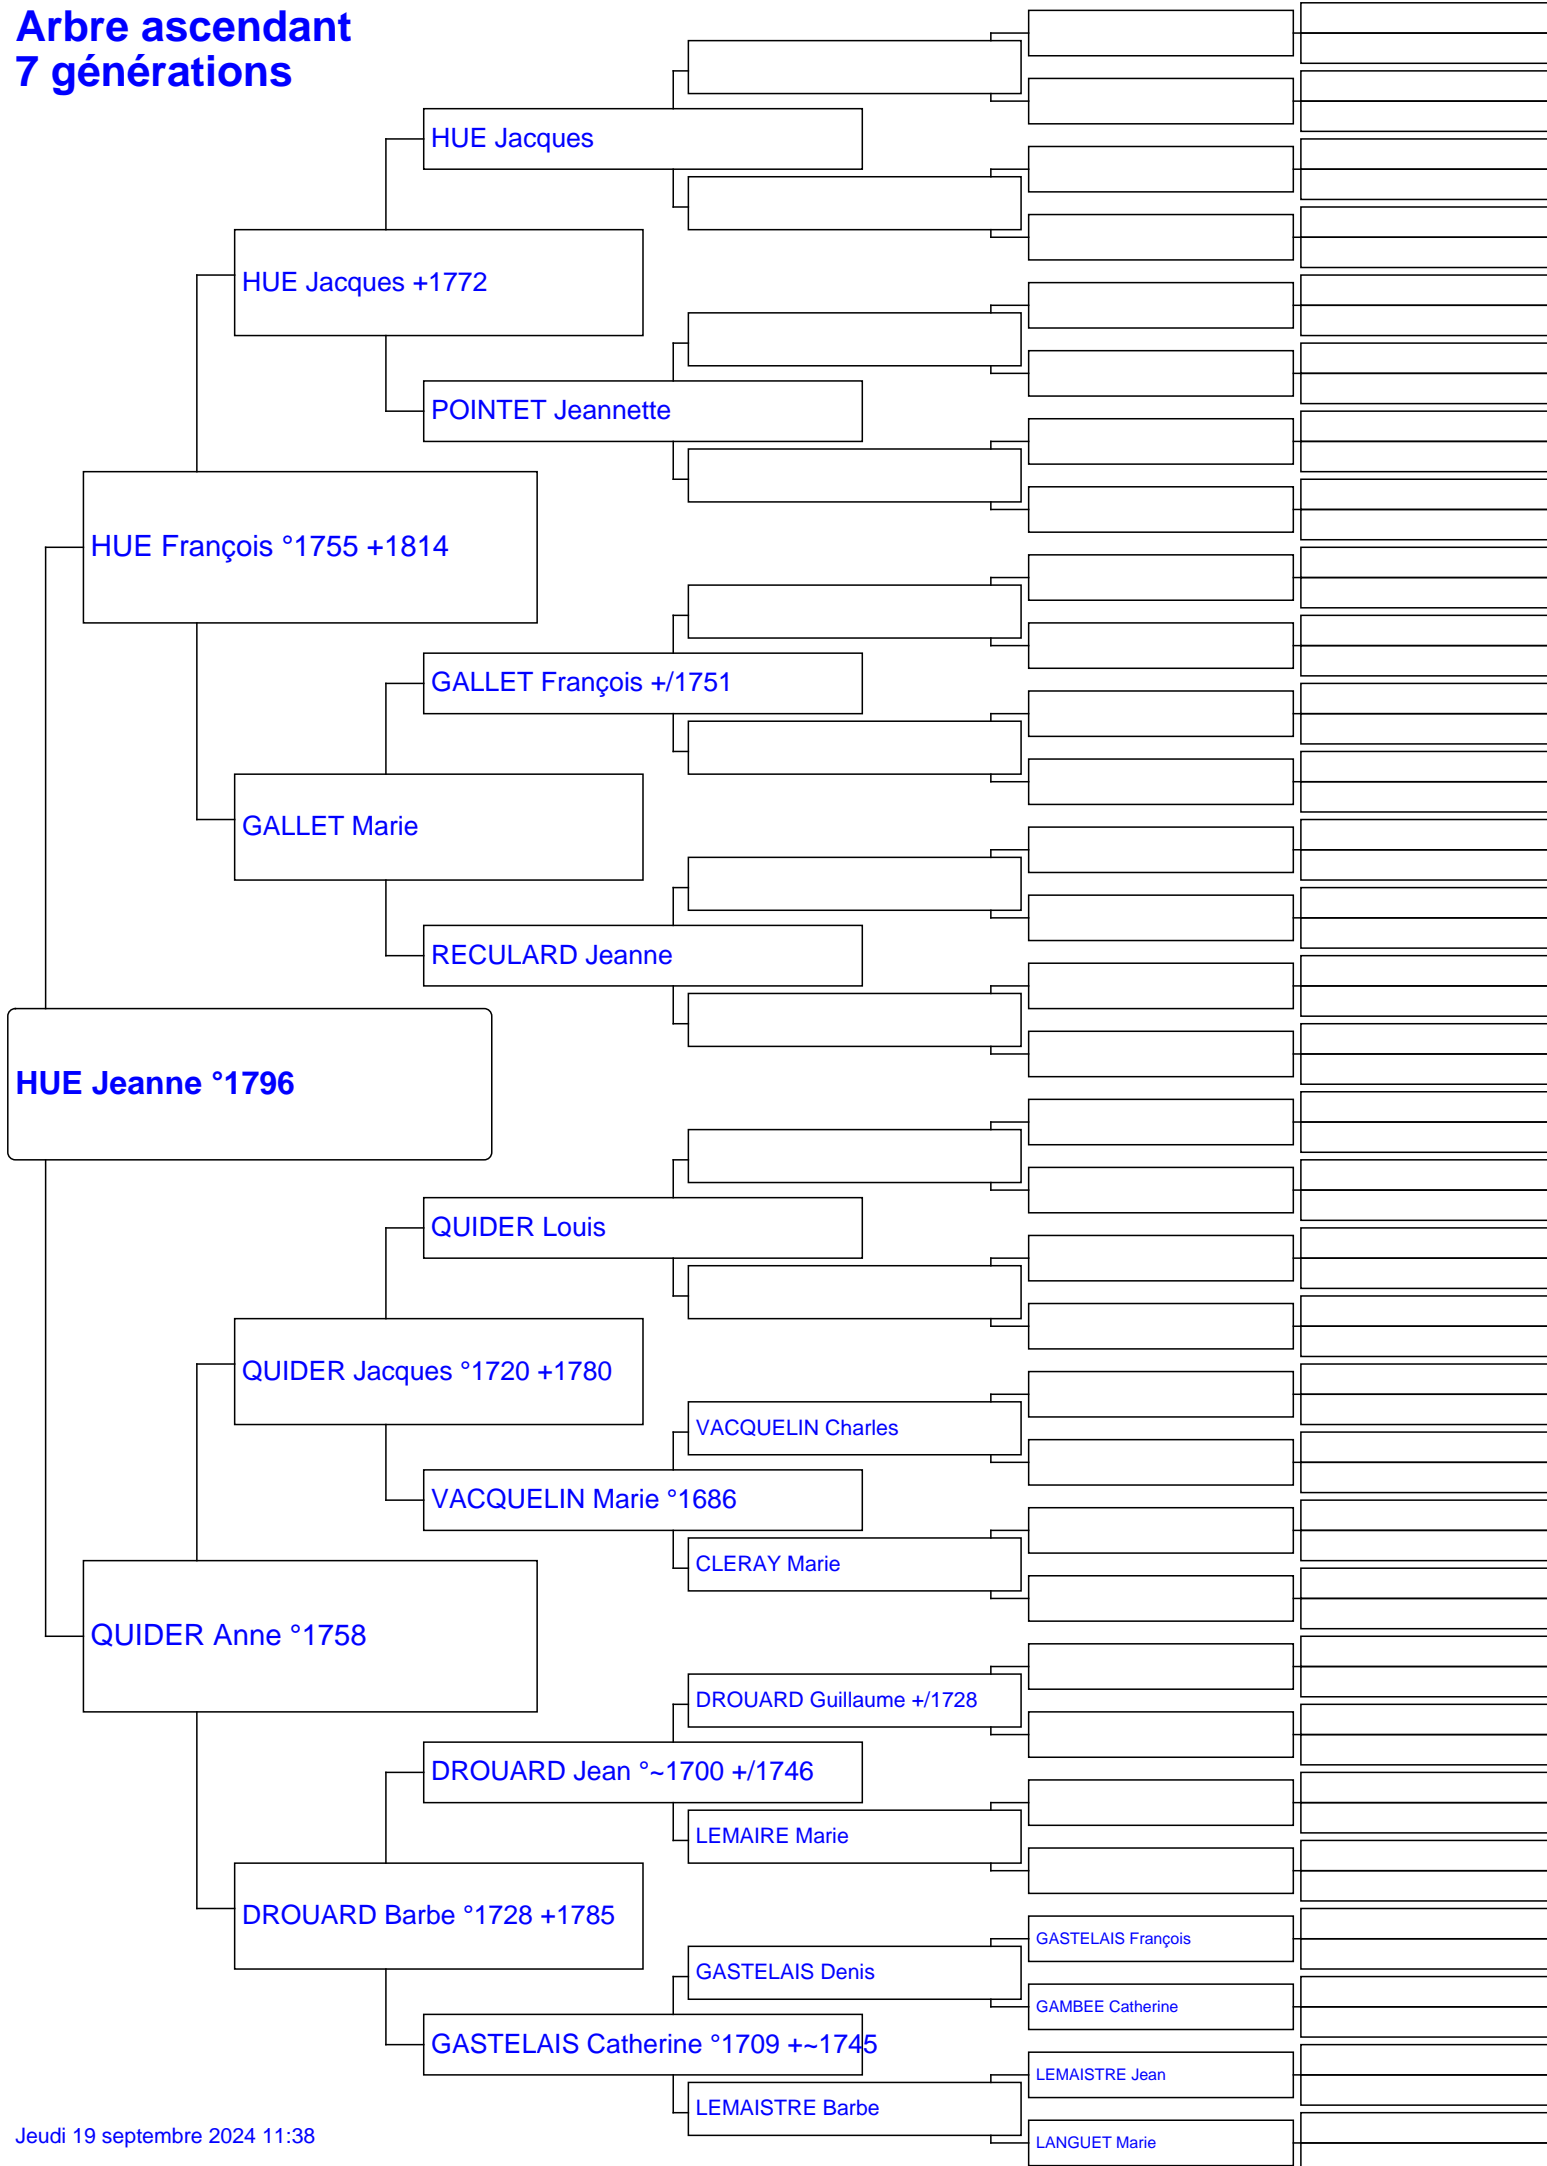 Arbre ascendant
7 générations
HUE Jacques
HUE Jacques +1772
POINTET Jeannette
HUE François °1755 +1814
GALLET François +/1751
GALLET Marie
RECULARD Jeanne
HUE Jeanne °1796
QUIDER Louis
QUIDER Jacques °1720 +1780
VACQUELIN Charles
VACQUELIN Marie °1686
CLERAY Marie
QUIDER Anne °1758
DROUARD Guillaume +/1728
DROUARD Jean °~1700 +/1746
LEMAIRE Marie
DROUARD Barbe °1728 +1785
GASTELAIS François
GASTELAIS Denis
GAMBEE Catherine
GASTELAIS Catherine °1709 +~1745
LEMAISTRE Jean
LEMAISTRE Barbe
LANGUET Marie
Jeudi 19 septembre 2024 11:38